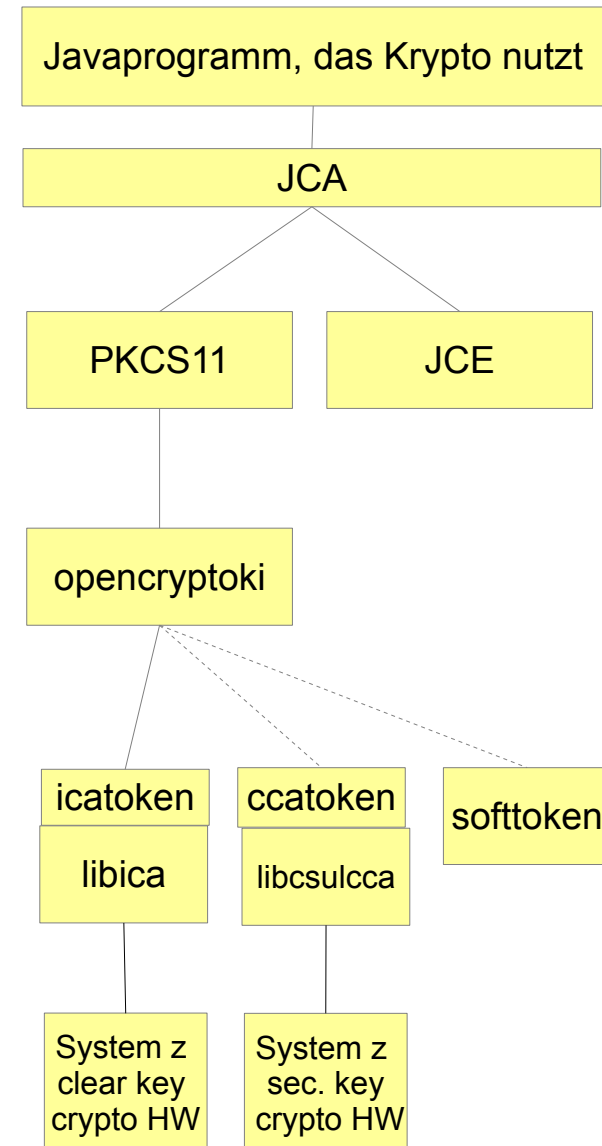 Javaprogramm, das Krypto nutzt
JCA
PKCS11
JCE
opencryptoki
icatoken
ccatoken
softtoken
libica
libcsulcca
System z
clear key
crypto HW
System z
sec. key
crypto HW